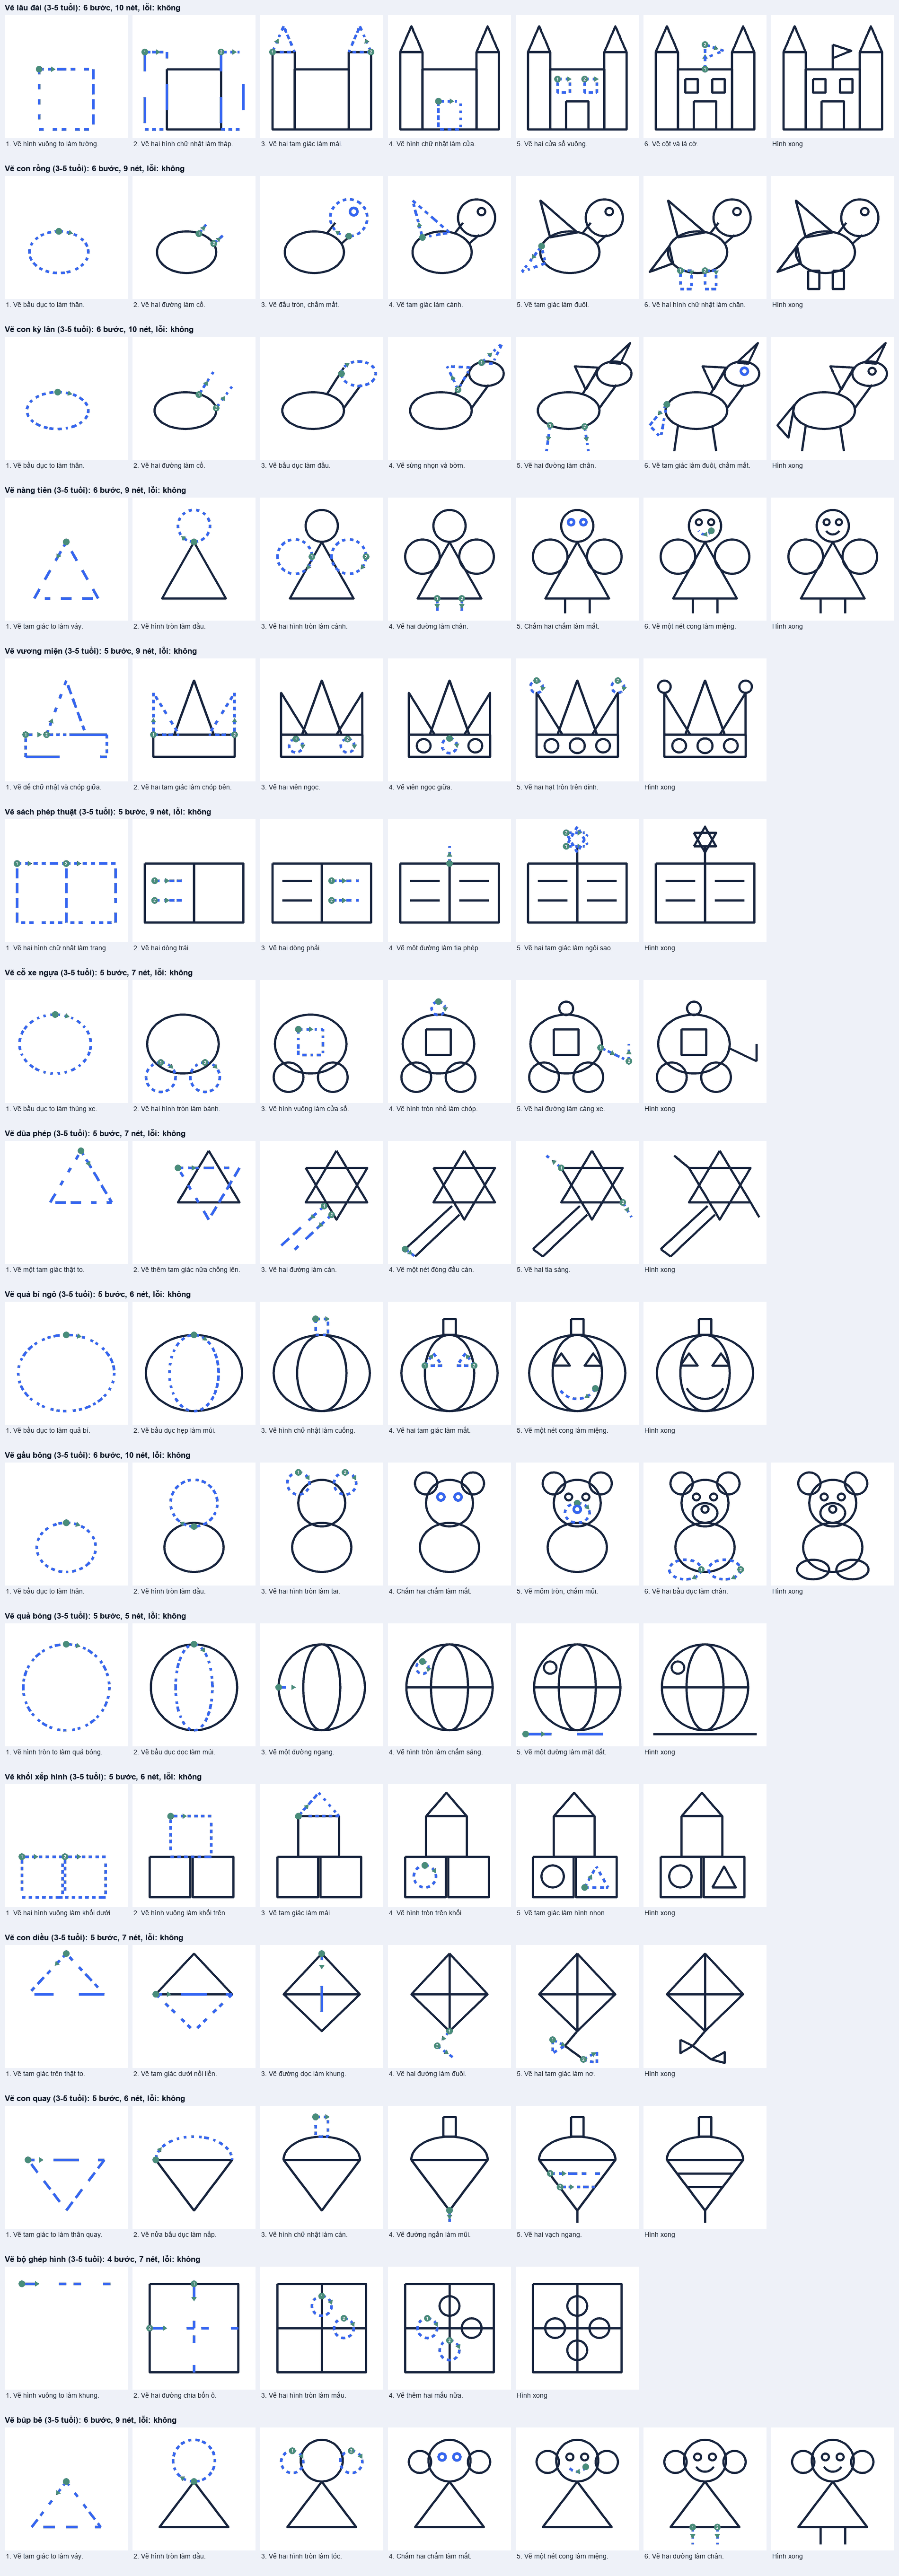 Vẽ lâu đài (3-5 tuổi): 6 bước, 10 nét, lỗi: không
1. Vẽ hình vuông to làm tường.
2. Vẽ hai hình chữ nhật làm tháp.
3. Vẽ hai tam giác làm mái.
4. Vẽ hình chữ nhật làm cửa.
5. Vẽ hai cửa sổ vuông.
6. Vẽ cột và lá cờ.
Hình xong
Vẽ con rồng (3-5 tuổi): 6 bước, 9 nét, lỗi: không
1. Vẽ bầu dục to làm thân.
2. Vẽ hai đường làm cổ.
3. Vẽ đầu tròn, chấm mắt.
4. Vẽ tam giác làm cánh.
5. Vẽ tam giác làm đuôi.
6. Vẽ hai hình chữ nhật làm chân.
Hình xong
Vẽ con kỳ lân (3-5 tuổi): 6 bước, 10 nét, lỗi: không
1. Vẽ bầu dục to làm thân.
2. Vẽ hai đường làm cổ.
3. Vẽ bầu dục làm đầu.
4. Vẽ sừng nhọn và bờm.
5. Vẽ hai đường làm chân.
6. Vẽ tam giác làm đuôi, chấm mắt.
Hình xong
Vẽ nàng tiên (3-5 tuổi): 6 bước, 9 nét, lỗi: không
1. Vẽ tam giác to làm váy.
2. Vẽ hình tròn làm đầu.
3. Vẽ hai hình tròn làm cánh.
4. Vẽ hai đường làm chân.
5. Chấm hai chấm làm mắt.
6. Vẽ một nét cong làm miệng.
Hình xong
Vẽ vương miện (3-5 tuổi): 5 bước, 9 nét, lỗi: không
1. Vẽ đế chữ nhật và chóp giữa.
2. Vẽ hai tam giác làm chóp bên.
3. Vẽ hai viên ngọc.
4. Vẽ viên ngọc giữa.
5. Vẽ hai hạt tròn trên đỉnh.
Hình xong
Vẽ sách phép thuật (3-5 tuổi): 5 bước, 9 nét, lỗi: không
1. Vẽ hai hình chữ nhật làm trang.
2. Vẽ hai dòng trái.
3. Vẽ hai dòng phải.
4. Vẽ một đường làm tia phép.
5. Vẽ hai tam giác làm ngôi sao.
Hình xong
Vẽ cỗ xe ngựa (3-5 tuổi): 5 bước, 7 nét, lỗi: không
1. Vẽ bầu dục to làm thùng xe.
2. Vẽ hai hình tròn làm bánh.
3. Vẽ hình vuông làm cửa sổ.
4. Vẽ hình tròn nhỏ làm chóp.
5. Vẽ hai đường làm càng xe.
Hình xong
Vẽ đũa phép (3-5 tuổi): 5 bước, 7 nét, lỗi: không
1. Vẽ một tam giác thật to.
2. Vẽ thêm tam giác nữa chồng lên.
3. Vẽ hai đường làm cán.
4. Vẽ một nét đóng đầu cán.
5. Vẽ hai tia sáng.
Hình xong
Vẽ quả bí ngô (3-5 tuổi): 5 bước, 6 nét, lỗi: không
1. Vẽ bầu dục to làm quả bí.
2. Vẽ bầu dục hẹp làm múi.
3. Vẽ hình chữ nhật làm cuống.
4. Vẽ hai tam giác làm mắt.
5. Vẽ một nét cong làm miệng.
Hình xong
Vẽ gấu bông (3-5 tuổi): 6 bước, 10 nét, lỗi: không
1. Vẽ bầu dục to làm thân.
2. Vẽ hình tròn làm đầu.
3. Vẽ hai hình tròn làm tai.
4. Chấm hai chấm làm mắt.
5. Vẽ mõm tròn, chấm mũi.
6. Vẽ hai bầu dục làm chân.
Hình xong
Vẽ quả bóng (3-5 tuổi): 5 bước, 5 nét, lỗi: không
1. Vẽ hình tròn to làm quả bóng.
2. Vẽ bầu dục dọc làm múi.
3. Vẽ một đường ngang.
4. Vẽ hình tròn làm chấm sáng.
5. Vẽ một đường làm mặt đất.
Hình xong
Vẽ khối xếp hình (3-5 tuổi): 5 bước, 6 nét, lỗi: không
1. Vẽ hai hình vuông làm khối dưới.
2. Vẽ hình vuông làm khối trên.
3. Vẽ tam giác làm mái.
4. Vẽ hình tròn trên khối.
5. Vẽ tam giác làm hình nhọn.
Hình xong
Vẽ con diều (3-5 tuổi): 5 bước, 7 nét, lỗi: không
1. Vẽ tam giác trên thật to.
2. Vẽ tam giác dưới nối liền.
3. Vẽ đường dọc làm khung.
4. Vẽ hai đường làm đuôi.
5. Vẽ hai tam giác làm nơ.
Hình xong
Vẽ con quay (3-5 tuổi): 5 bước, 6 nét, lỗi: không
1. Vẽ tam giác to làm thân quay.
2. Vẽ nửa bầu dục làm nắp.
3. Vẽ hình chữ nhật làm cán.
4. Vẽ đường ngắn làm mũi.
5. Vẽ hai vạch ngang.
Hình xong
Vẽ bộ ghép hình (3-5 tuổi): 4 bước, 7 nét, lỗi: không
1. Vẽ hình vuông to làm khung.
2. Vẽ hai đường chia bốn ô.
3. Vẽ hai hình tròn làm mấu.
4. Vẽ thêm hai mấu nữa.
Hình xong
Vẽ búp bê (3-5 tuổi): 6 bước, 9 nét, lỗi: không
1. Vẽ tam giác to làm váy.
2. Vẽ hình tròn làm đầu.
3. Vẽ hai hình tròn làm tóc.
4. Chấm hai chấm làm mắt.
5. Vẽ một nét cong làm miệng.
6. Vẽ hai đường làm chân.
Hình xong